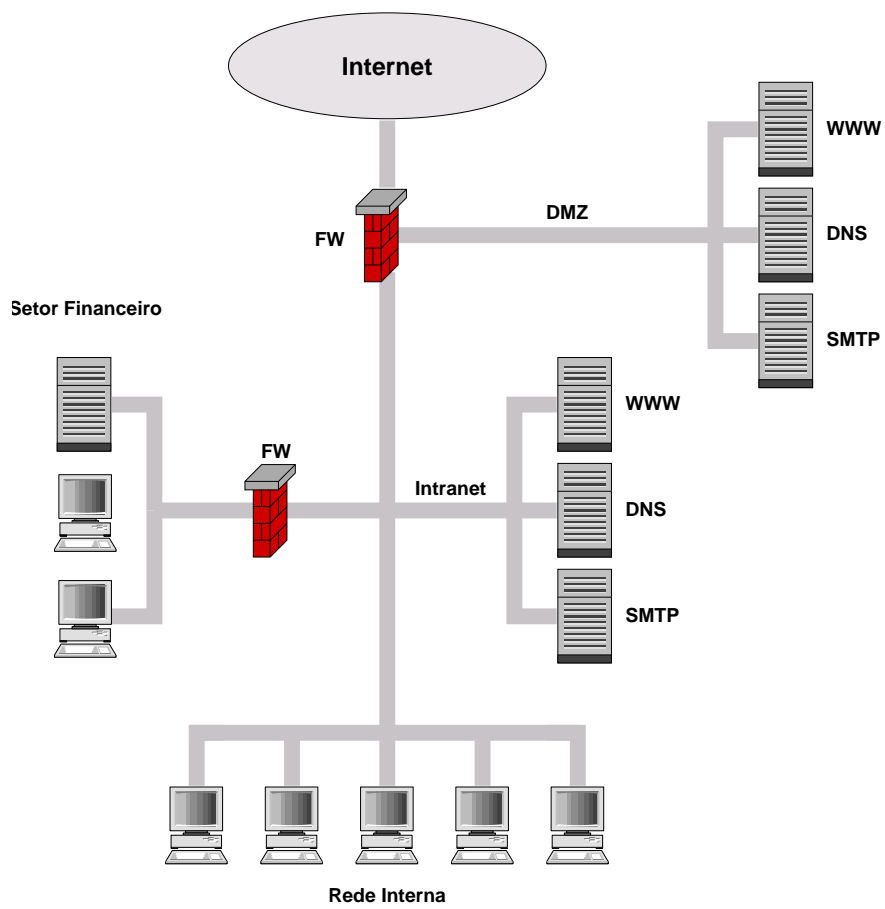 Internet
WWW
DMZ
FW
DNS
Setor Financeiro
SMTP
WWW
FW
Intranet
DNS
SMTP
Rede Interna